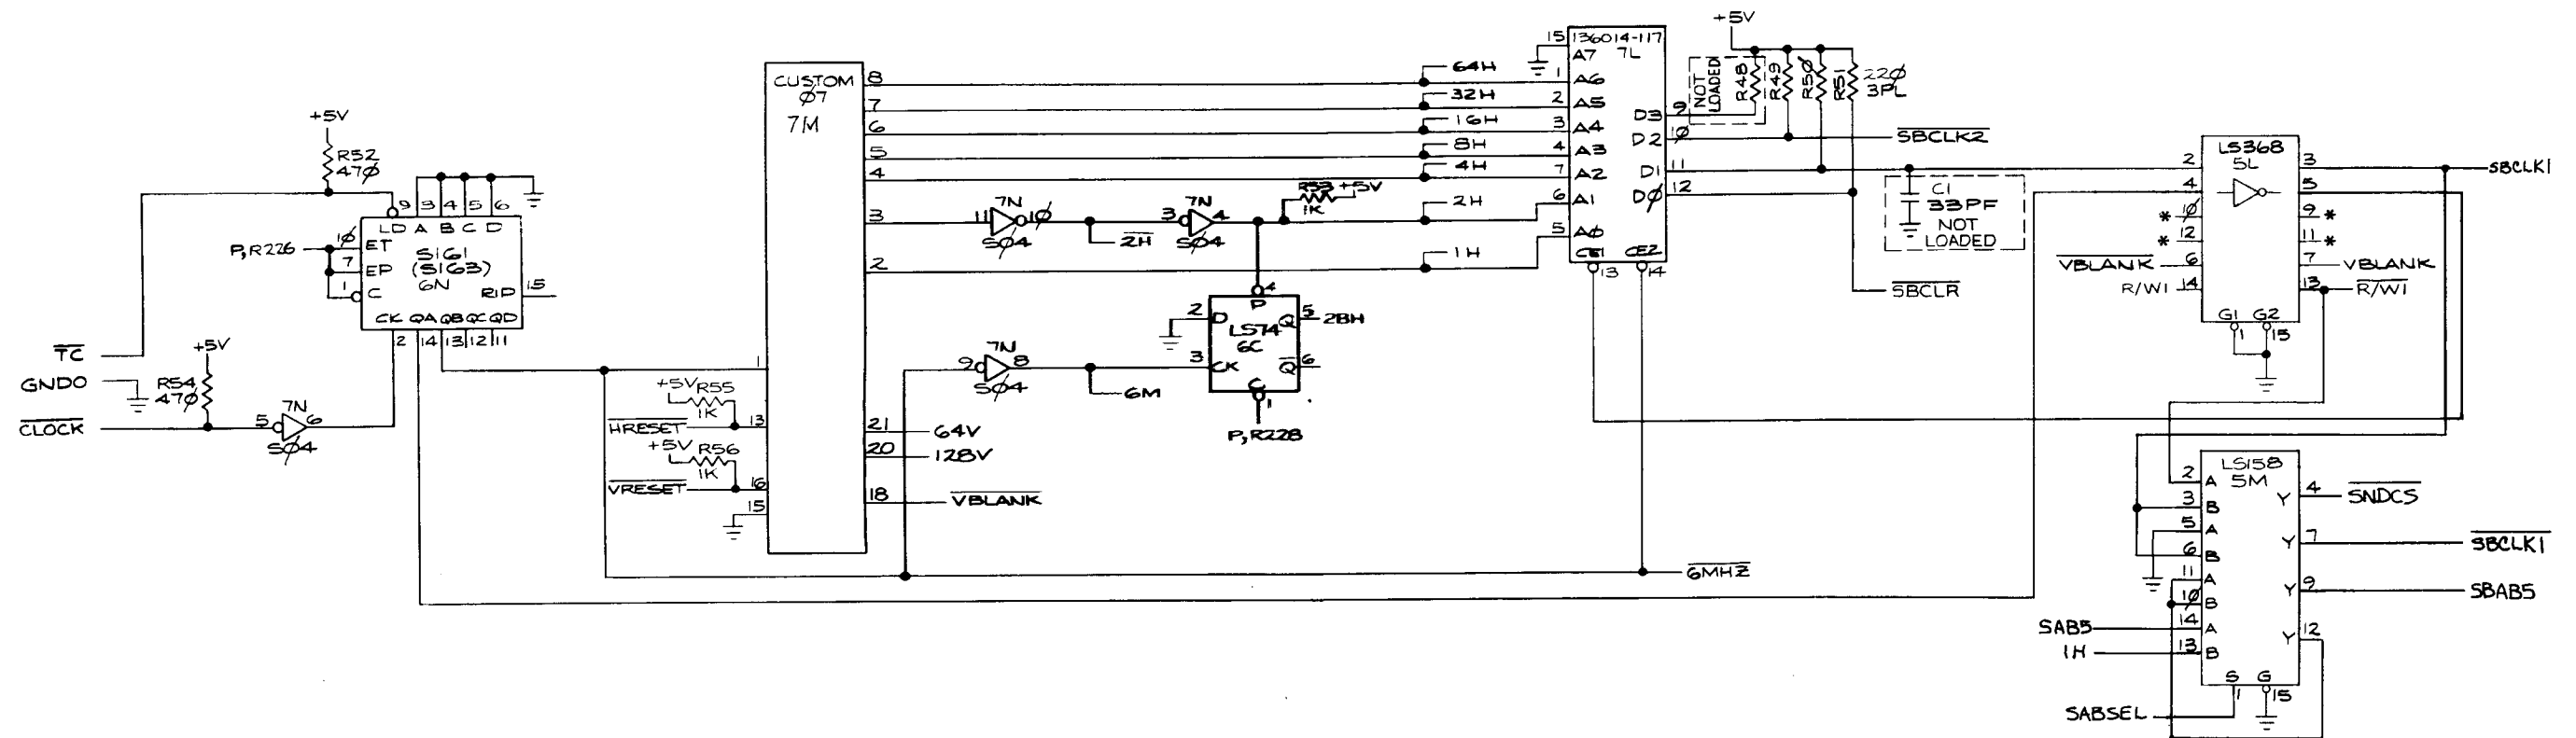 +5V
R52
47Ø
9 3 4 5 6
LD A B C D
P,R226
1Ø ET
7 EP
1 C
S161
(S163)
6N
RIP 15
CK QA QB QC QD
2 14 13 12 11
TC
GNDO
CLOCK
+5V
R54
47Ø
5 7N 6
SØ4
CUSTOM
Ø7
7M
8
7
6
5
4
3
2
1
+5V R55
1K
HRESET 13
+5V R56
1K
VRESET 16
15
21 64V
20 128V
18 VBLANK
11 7N 1Ø
SØ4
2H
3 7N 4
SØ4
R53 +5V
1K
9 7N 8
SØ4
6M
4
P
2 D Q 5 2BH
LS74
6C
3 CK Q 6
C
1
P,R228
64H
32H
16H
8H
4H
2H
1H
136014-117
7L
15 A7
1 A6
2 A5
3 A4
4 A3
7 A2
6 A1
5 AØ
D3 9
D2 1Ø
D1 11
DØ 12
CE1 CE2
13 14
+5V
NOT
LOADED
R48
R49
R5Ø
R51
22Ø
3PL
SBCLK2
C1
33PF
NOT
LOADED
SBCLR
6MHZ
LS368
5L
2 3 SBCLK1
4 5
* 1Ø 9 *
* 12 11 *
VBLANK 6 7 VBLANK
R/W1 14 13 R/W1
G1 G2
1 15
LS158
5M
2 A
3 B
5 A
6 B
11 A
1Ø B
SAB5 14 A
1H 13 B
Y 4 SNDCS
Y 7 SBCLK1
Y 9 SBAB5
Y 12
S G
1 15
SABSEL